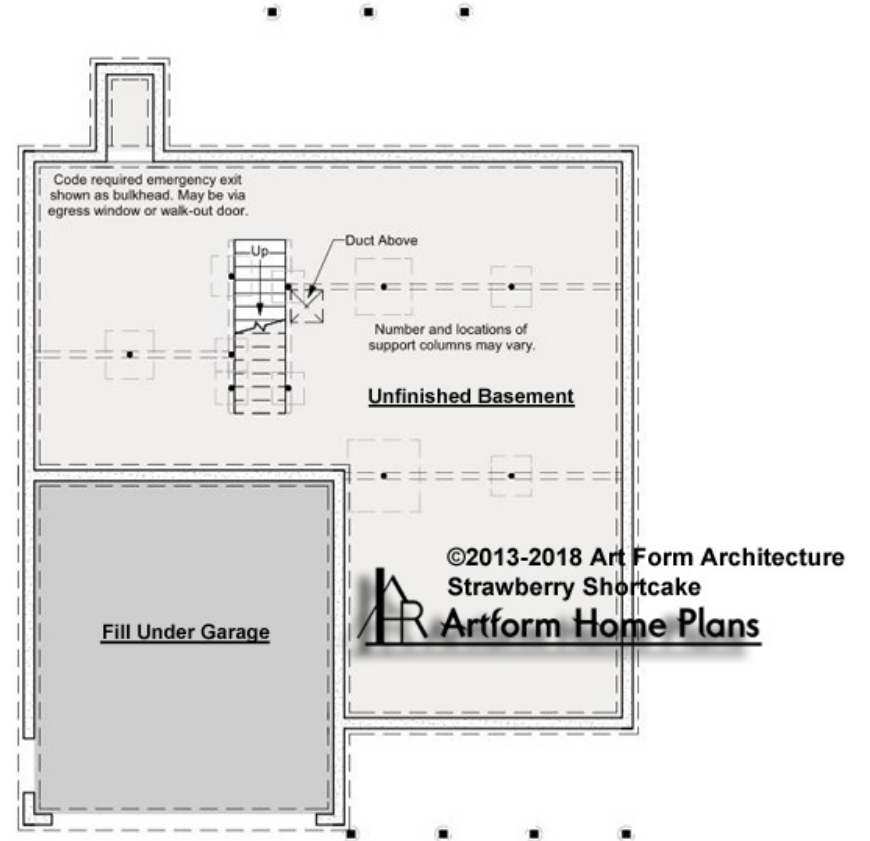 Code required emergency exit
shown as bulkhead. May be via
egress window or walk-out door.
Up
Duct Above
Number and locations of
support columns may vary.
Unfinished Basement
©2013-2018 Art Form Architecture
Strawberry Shortcake
Artform Home Plans
Fill Under Garage